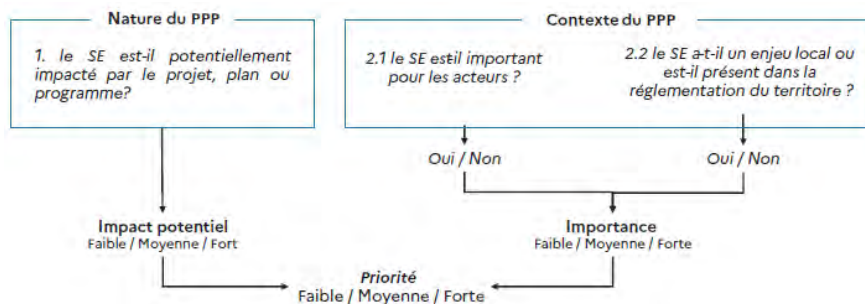 Nature du PPP
1. le SE est-il potentiellement
impacté par le projet, plan ou
programme?
Contexte du PPP
2.1 le SE est-il important
pour les acteurs ?
2.2 le SE a-t-il un enjeu local ou
est-il présent dans la
réglementation du territoire ?
Oui / Non
Oui / Non
Impact potentiel
Faible / Moyenne / Fort
Importance
Faible / Moyenne / Forte
Priorité
Faible / Moyenne / Forte